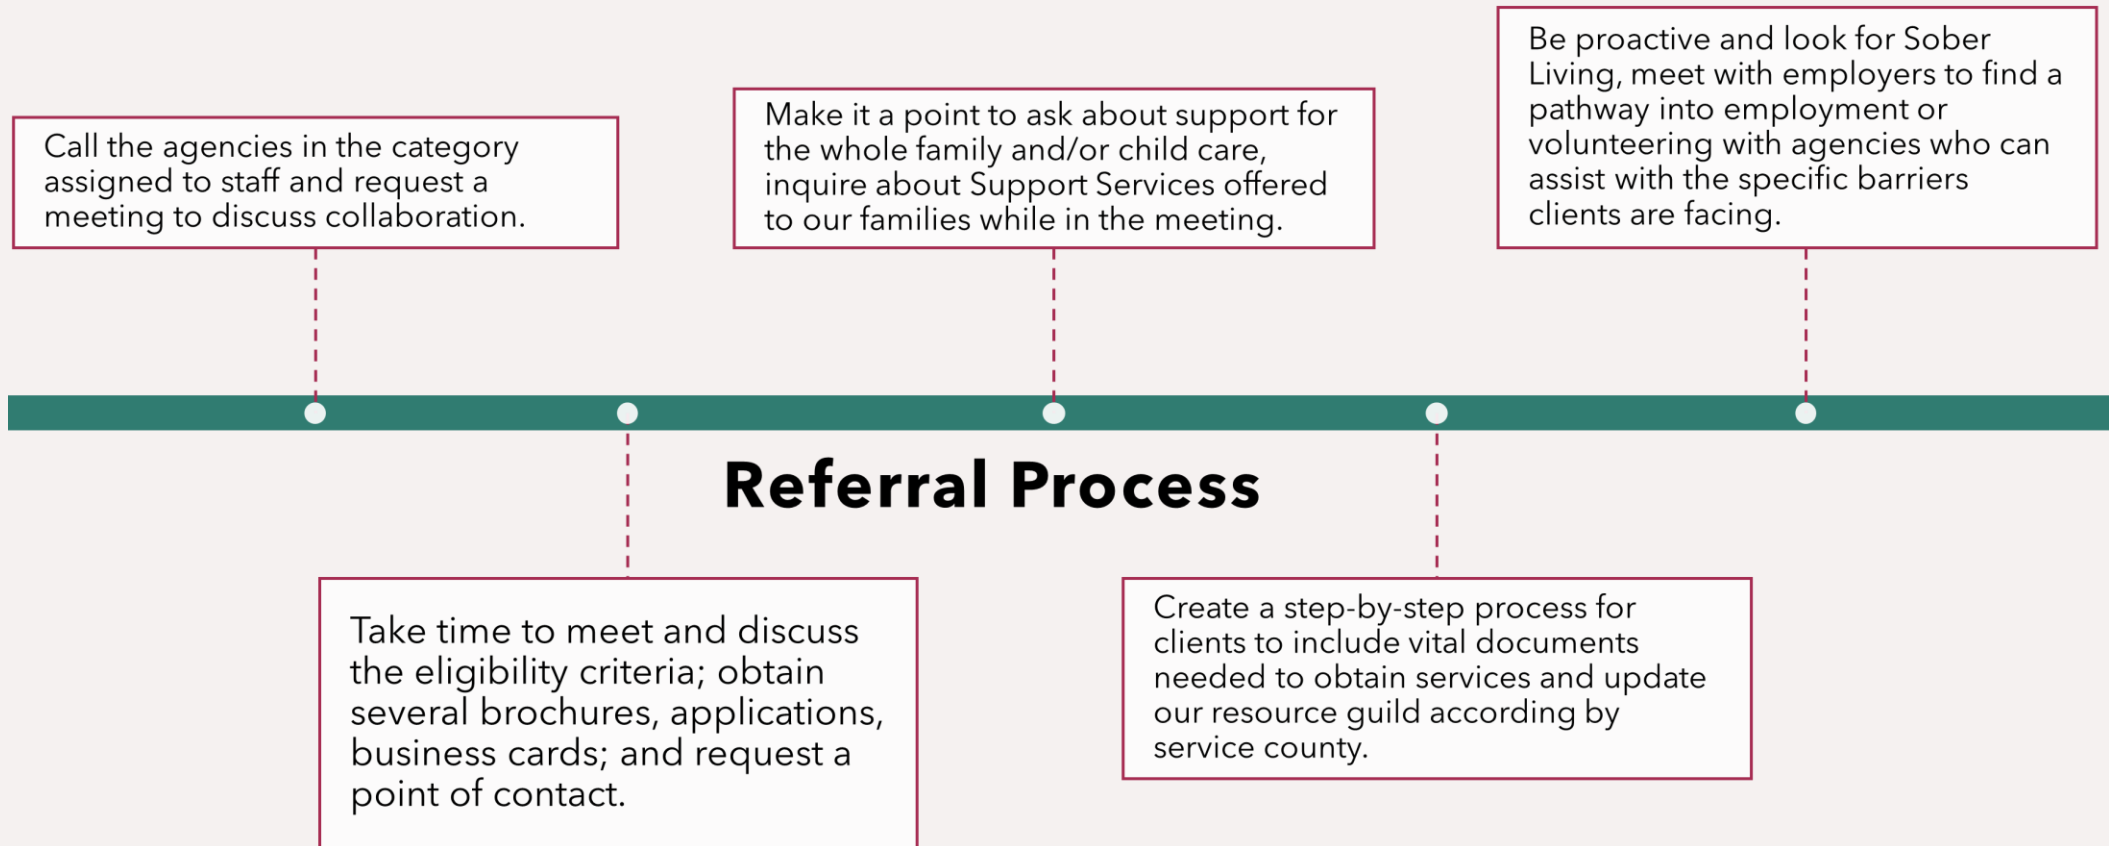 Call the agencies in the category
assigned to staff and request a
meeting to discuss collaboration.
Make it a point to ask about support for
the whole family and/or child care,
inquire about Support Services offered
to our families while in the meeting.
Be proactive and look for Sober
Living, meet with employers to find a
pathway into employment or
volunteering with agencies who can
assist with the specific barriers
clients are facing.
Referral Process
Take time to meet and discuss
the eligibility criteria; obtain
several brochures, applications,
business cards; and request a
point of contact.
Create a step-by-step process for
clients to include vital documents
needed to obtain services and update
our resource guild according by
service county.